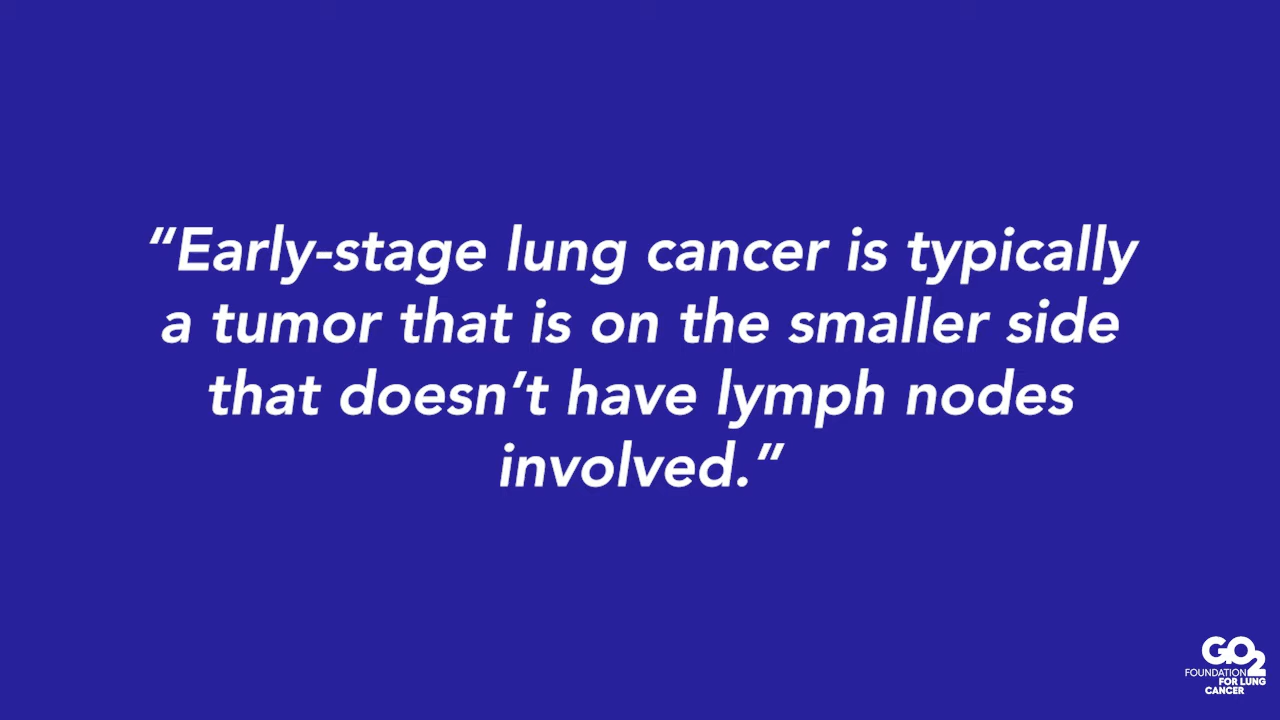 “Early-stage lung cancer is typically
a tumor that is on the smaller side
that doesn’t have lymph nodes
involved.”
GO2
FOUNDATION
FOR LUNG
CANCER